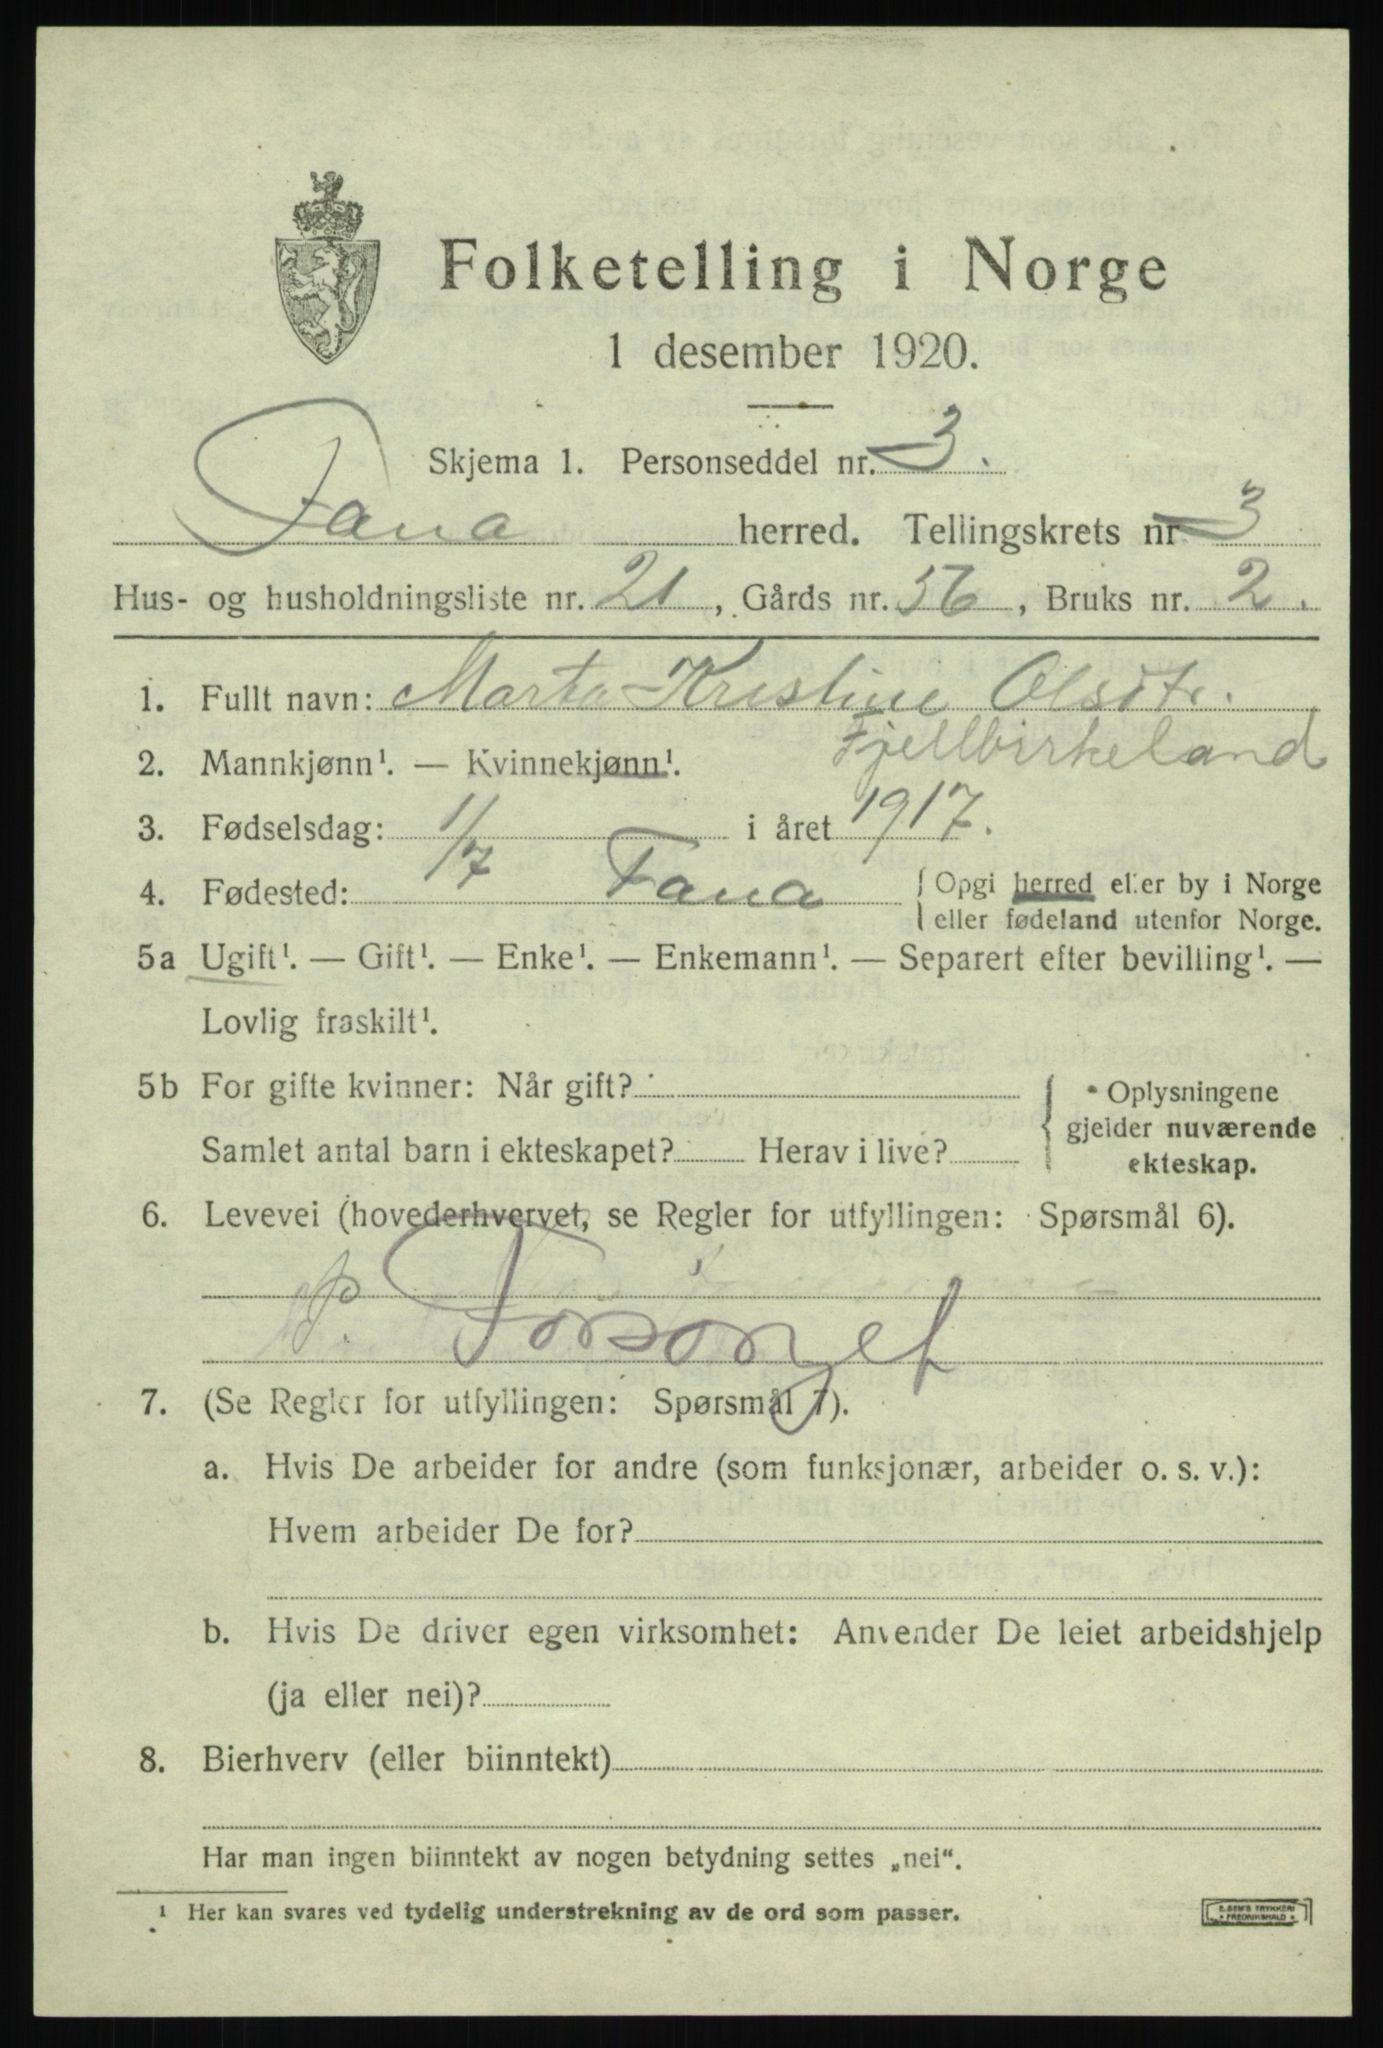 Folketelling i Norge
1 desember 1920.
Skjema 1. Personseddel nr. 3.
Fana herred. Tellingskrets nr 3
Hus- og husholdningsliste nr. 21, Gårds nr. 56, Bruks nr. 2.
1. Fullt navn: Marta Kristine Olsdtr.
Fjellbirkeland
2. Mannkjønn¹. — Kvinnekjønn¹.
3. Fødselsdag: 1/7 i året 1917.
4. Fødested: Fana { Opgi herred eller by i Norge
eller fødeland utenfor Norge.
5a Ugift¹. — Gift¹. — Enke¹. — Enkemann¹. — Separert efter bevilling¹. —
Lovlig fraskilt¹.
5b For gifte kvinner: Når gift?
Samlet antal barn i ekteskapet? Herav i live?
Oplysningene
gjelder nuværende
ekteskap.
6. Levevei (hovederhvervet, se Regler for utfyllingen: Spørsmål 6).
P. Forsörget
7. (Se Regler for utfyllingen: Spørsmål 7).
a. Hvis De arbeider for andre (som funksjonær, arbeider o. s. v.):
Hvem arbeider De for?
b. Hvis De driver egen virksomhet: Anvender De leiet arbeidshjelp
(ja eller nei)?
8. Bierhverv (eller biinntekt)
Har man ingen biinntekt av nogen betydning settes „nei“.
¹ Her kan svares ved tydelig understrekning av de ord som passer.
E. SEM'S TRYKKERI
FREDRIKSHALD